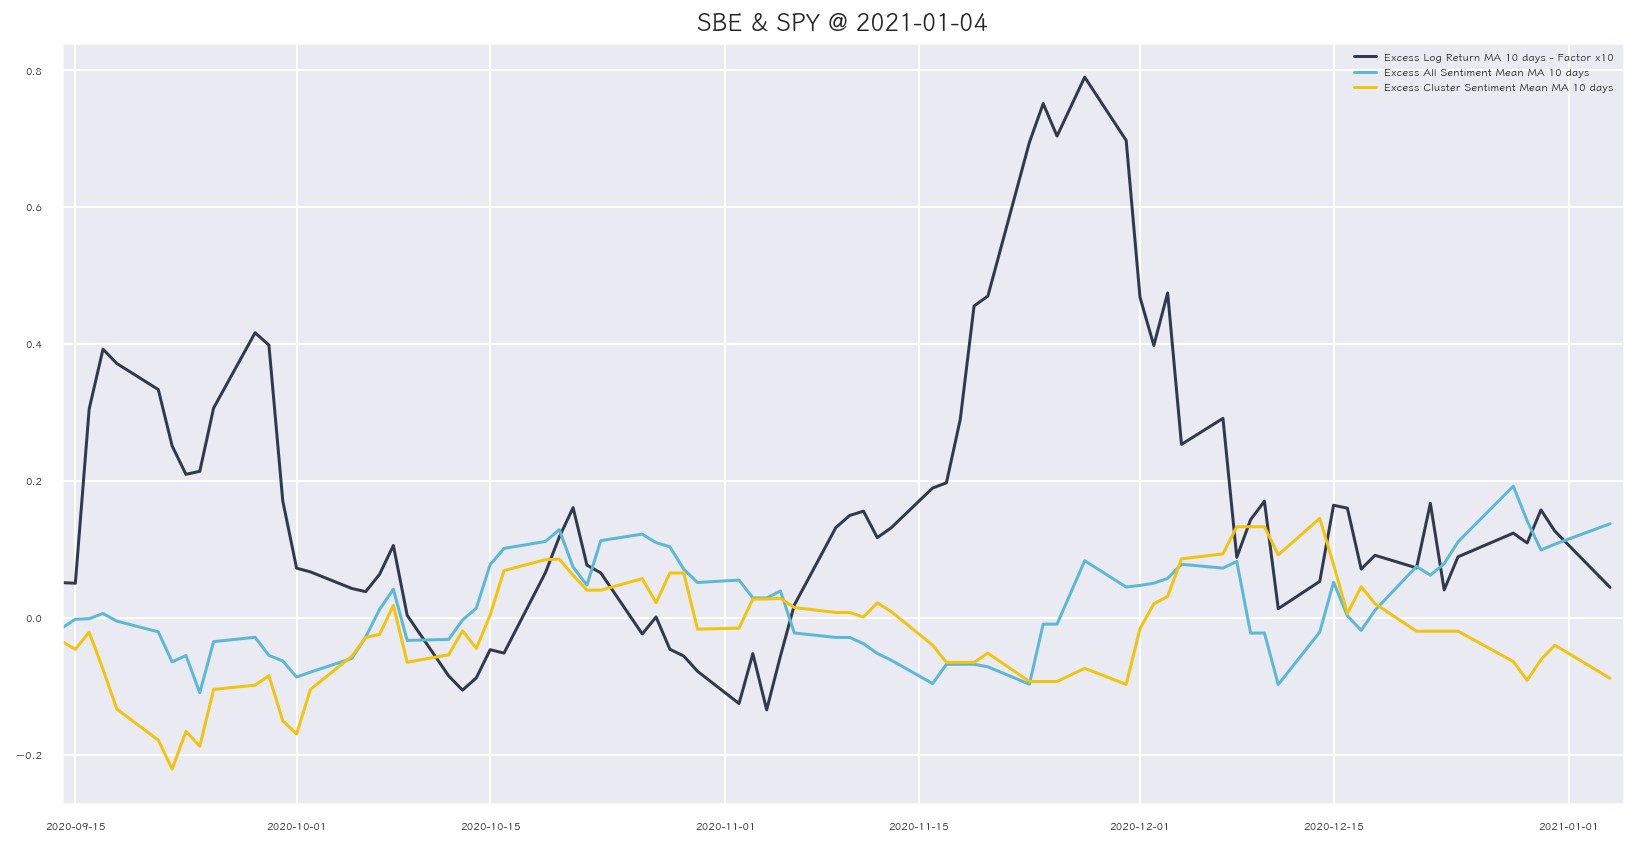 SBE & SPY @ 2021-01-04
Excess Log Return MA 10 days - Factor x10
Excess All Sentiment Mean MA 10 days
Excess Cluster Sentiment Mean MA 10 days
0.8
0.6
0.4
0.2
0.0
−0.2
2020-09-15 2020-10-01 2020-10-15 2020-11-01 2020-11-15 2020-12-01 2020-12-15 2021-01-01